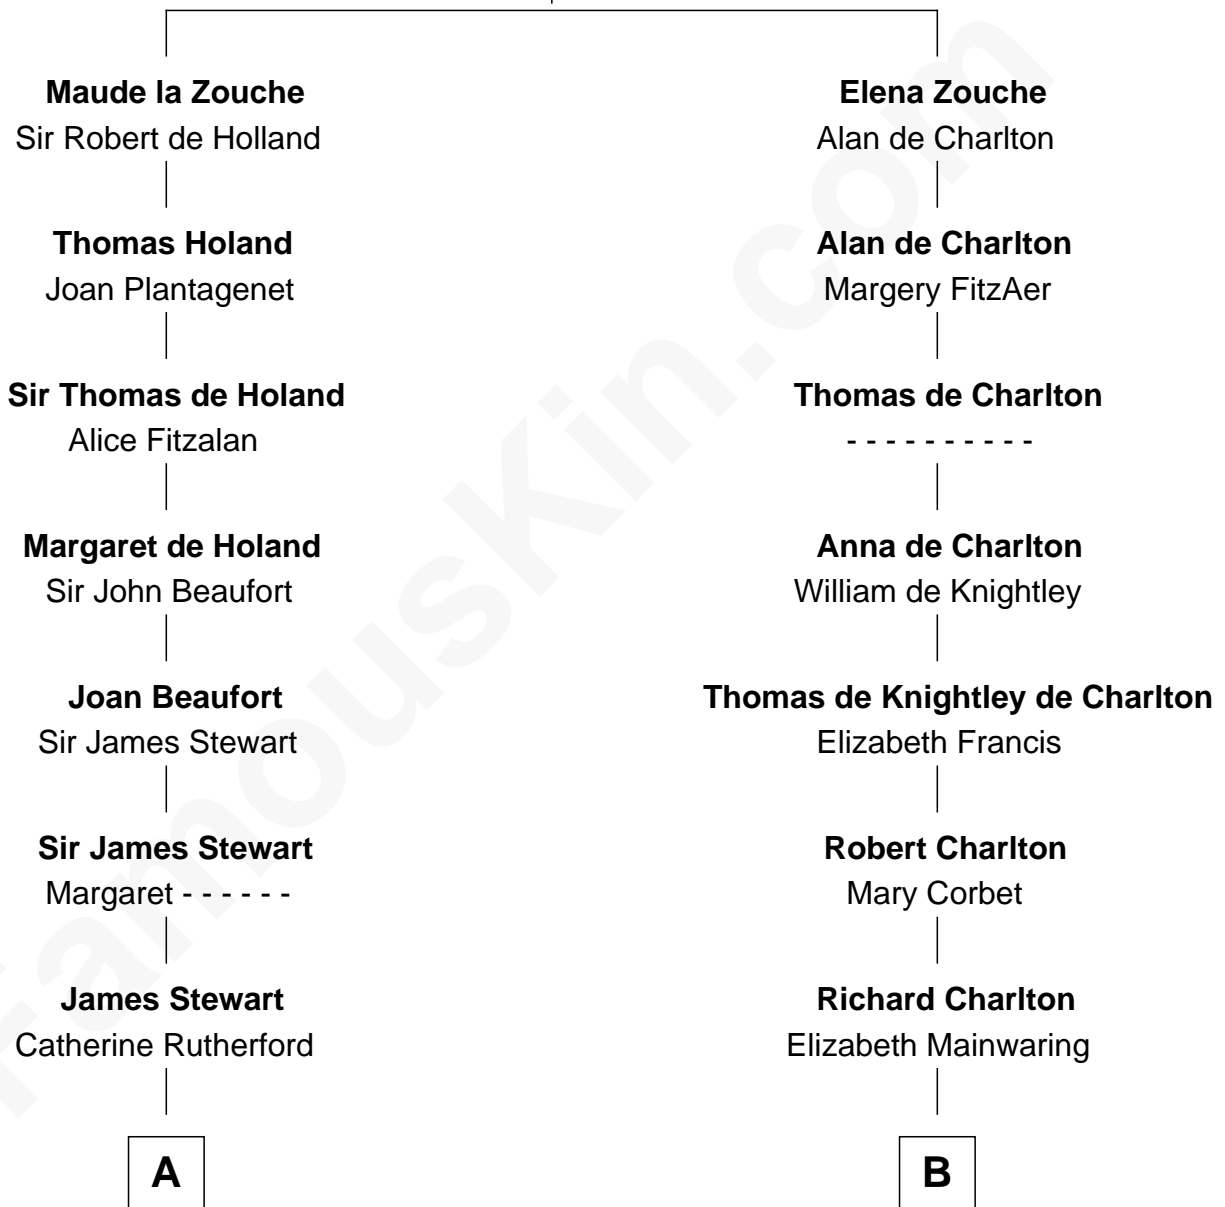 Maude la Zouche
Sir Robert de Holland
Thomas Holand
Joan Plantagenet
Sir Thomas de Holand
Alice Fitzalan
Margaret de Holand
Sir John Beaufort
Joan Beaufort
Sir James Stewart
Sir James Stewart
Margaret - - - - - -
James Stewart
Catherine Rutherford
A
Elena Zouche
Alan de Charlton
Alan de Charlton
Margery FitzAer
Thomas de Charlton
- - - - - - - - - -
Anna de Charlton
William de Knightley
Thomas de Knightley de Charlton
Elizabeth Francis
Robert Charlton
Mary Corbet
Richard Charlton
Elizabeth Mainwaring
B
FamousKin.com